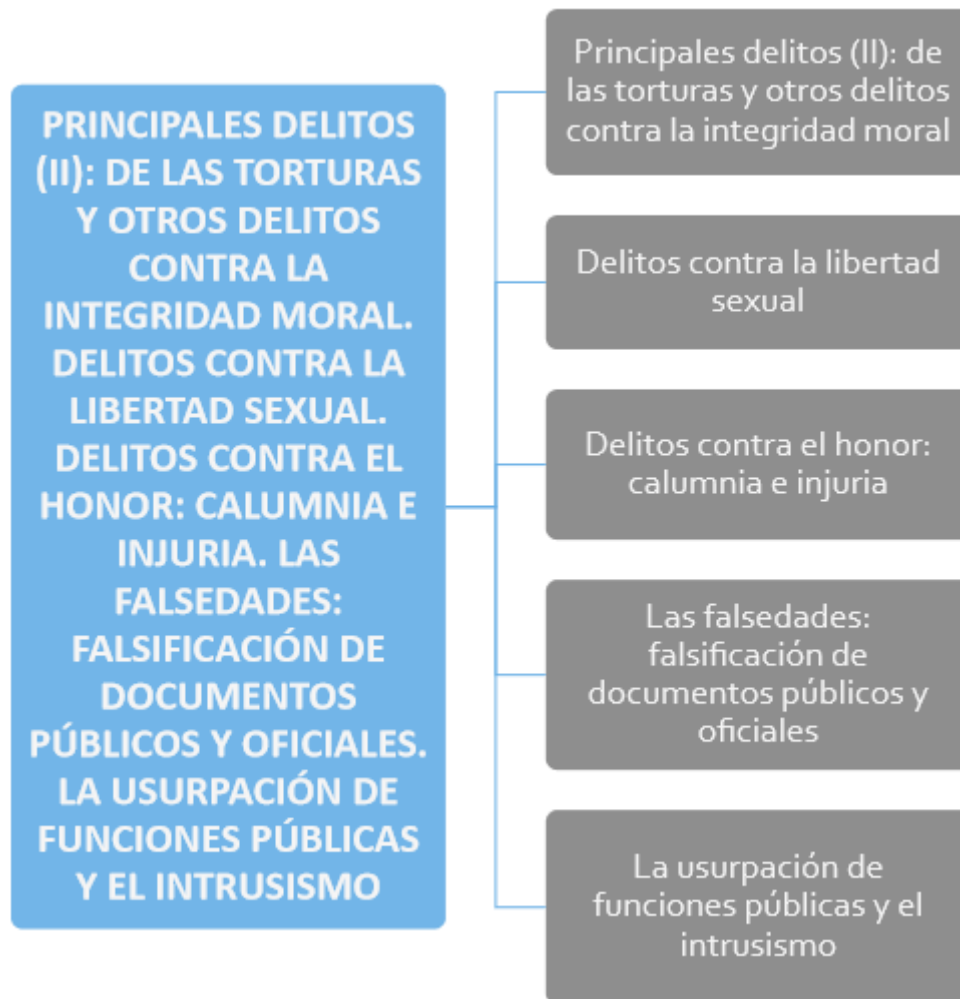 PRINCIPALES DELITOS
(II): DE LAS TORTURAS
Y OTROS DELITOS
CONTRA LA
INTEGRIDAD MORAL.
DELITOS CONTRA LA
LIBERTAD SEXUAL.
DELITOS CONTRA EL
HONOR: CALUMNIA E
INJURIA. LAS
FALSEDADES:
FALSIFICACIÓN DE
DOCUMENTOS
PÚBLICOS Y OFICIALES.
LA USURPACIÓN DE
FUNCIONES PÚBLICAS
Y EL INTRUSISMO
Principales delitos (II): de
las torturas y otros delitos
contra la integridad moral
Delitos contra la libertad
sexual
Delitos contra el honor:
calumnia e injuria
Las falsedades:
falsificación de
documentos públicos y
oficiales
La usurpación de
funciones públicas y el
intrusismo